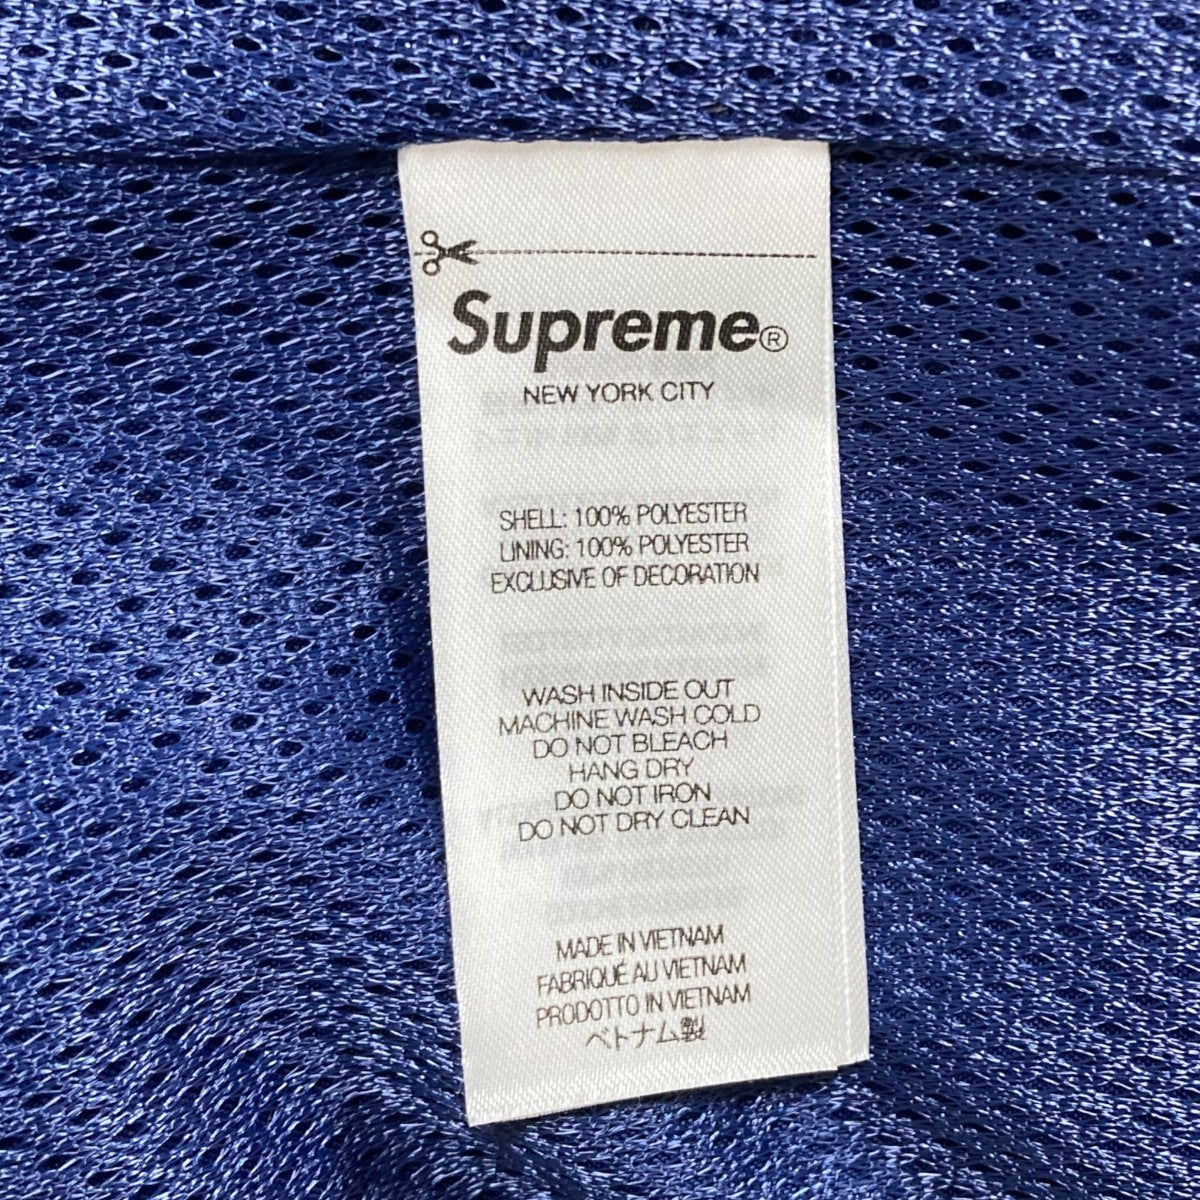 Supreme®
NEW YORK CITY
SHELL: 100% POLYESTER
LINING: 100% POLYESTER
EXCLUSIVE OF DECORATION
WASH INSIDE OUT
MACHINE WASH COLD
DO NOT BLEACH
HANG DRY
DO NOT IRON
DO NOT DRY CLEAN
MADE IN VIETNAM
FABRIQUÉ AU VIETNAM
PRODOTTO IN VIETNAM
ベトナム製